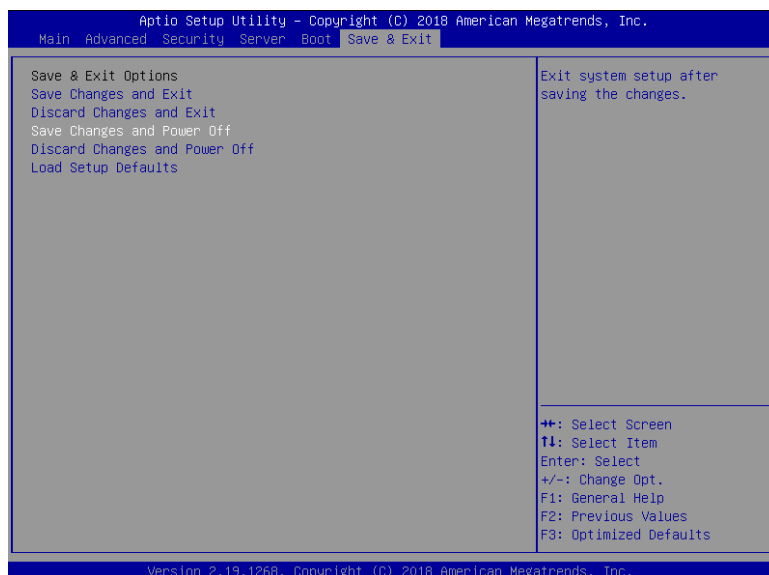 Aptio Setup Utility – Copyright (C) 2018 American Megatrends, Inc.
Main Advanced Security Server Boot Save & Exit
Save & Exit Options
Save Changes and Exit
Discard Changes and Exit
Save Changes and Power Off
Discard Changes and Power Off
Load Setup Defaults
Exit system setup after
saving the changes.
→←: Select Screen
↑↓: Select Item
Enter: Select
+/-: Change Opt.
F1: General Help
F2: Previous Values
F3: Optimized Defaults
Version 2.19.1268. Copyright (C) 2018 American Megatrends, Inc.